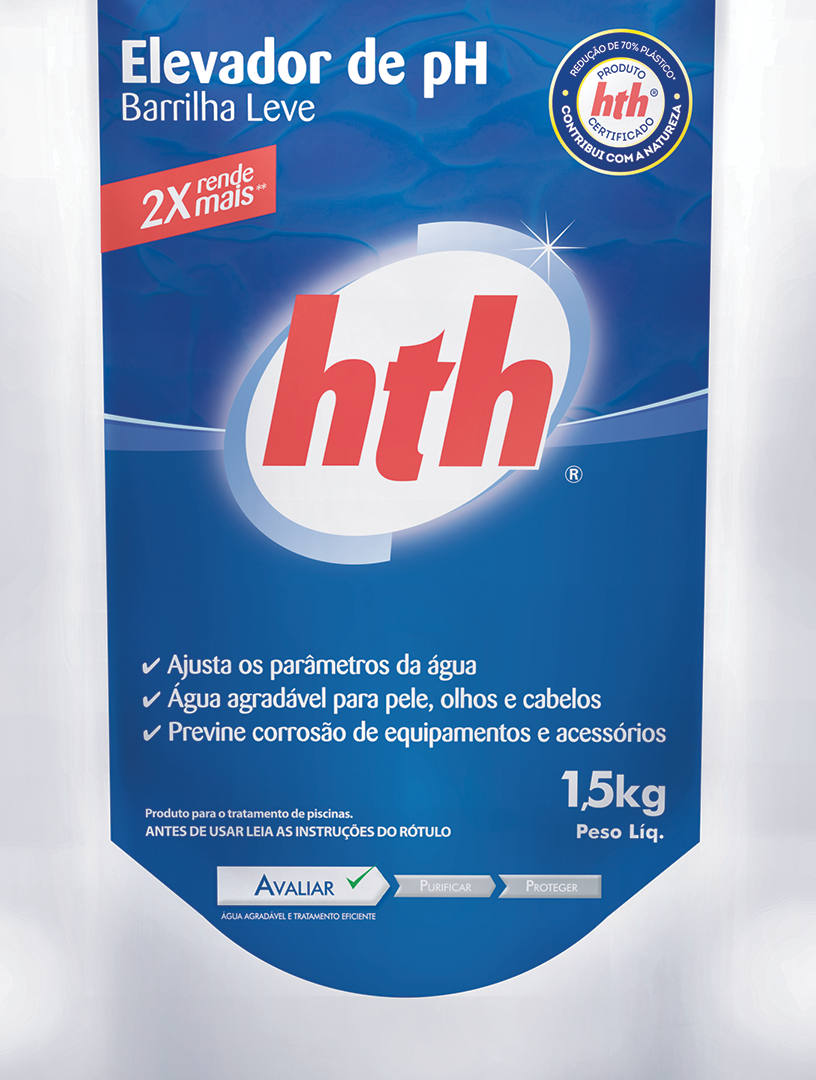 Elevador de pH
Barrilha Leve
REDUÇÃO DE 70% PLÁSTICO*
PRODUTO
hth®
CERTIFICADO
• CONTRIBUI COM A NATUREZA •
2X rende
mais**
hth
®
✔ Ajusta os parâmetros da água
✔ Água agradável para pele, olhos e cabelos
✔ Previne corrosão de equipamentos e acessórios
1,5kg
Peso Líq.
Produto para o tratamento de piscinas.
ANTES DE USAR LEIA AS INSTRUÇÕES DO RÓTULO
AVALIAR ✓ PURIFICAR PROTEGER
ÁGUA AGRADÁVEL E TRATAMENTO EFICIENTE